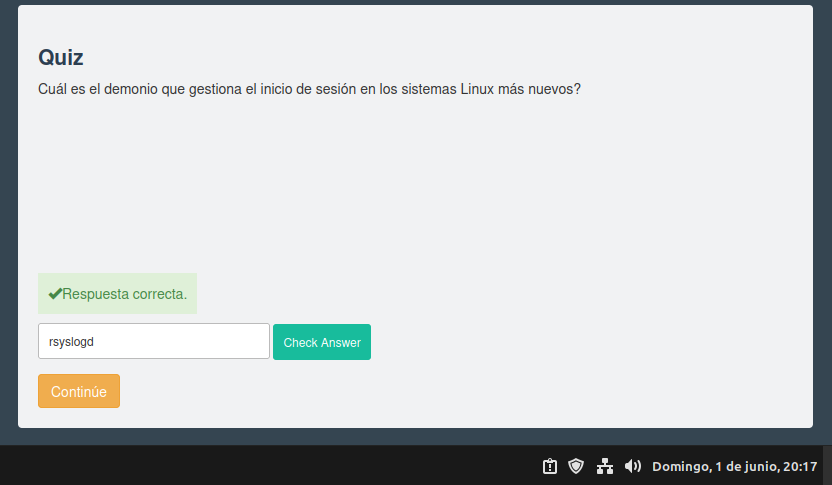 Quiz
Cuál es el demonio que gestiona el inicio de sesión en los sistemas Linux más nuevos?
Respuesta correcta.
rsyslogd Check Answer
Continúe
Domingo, 1 de junio, 20:17